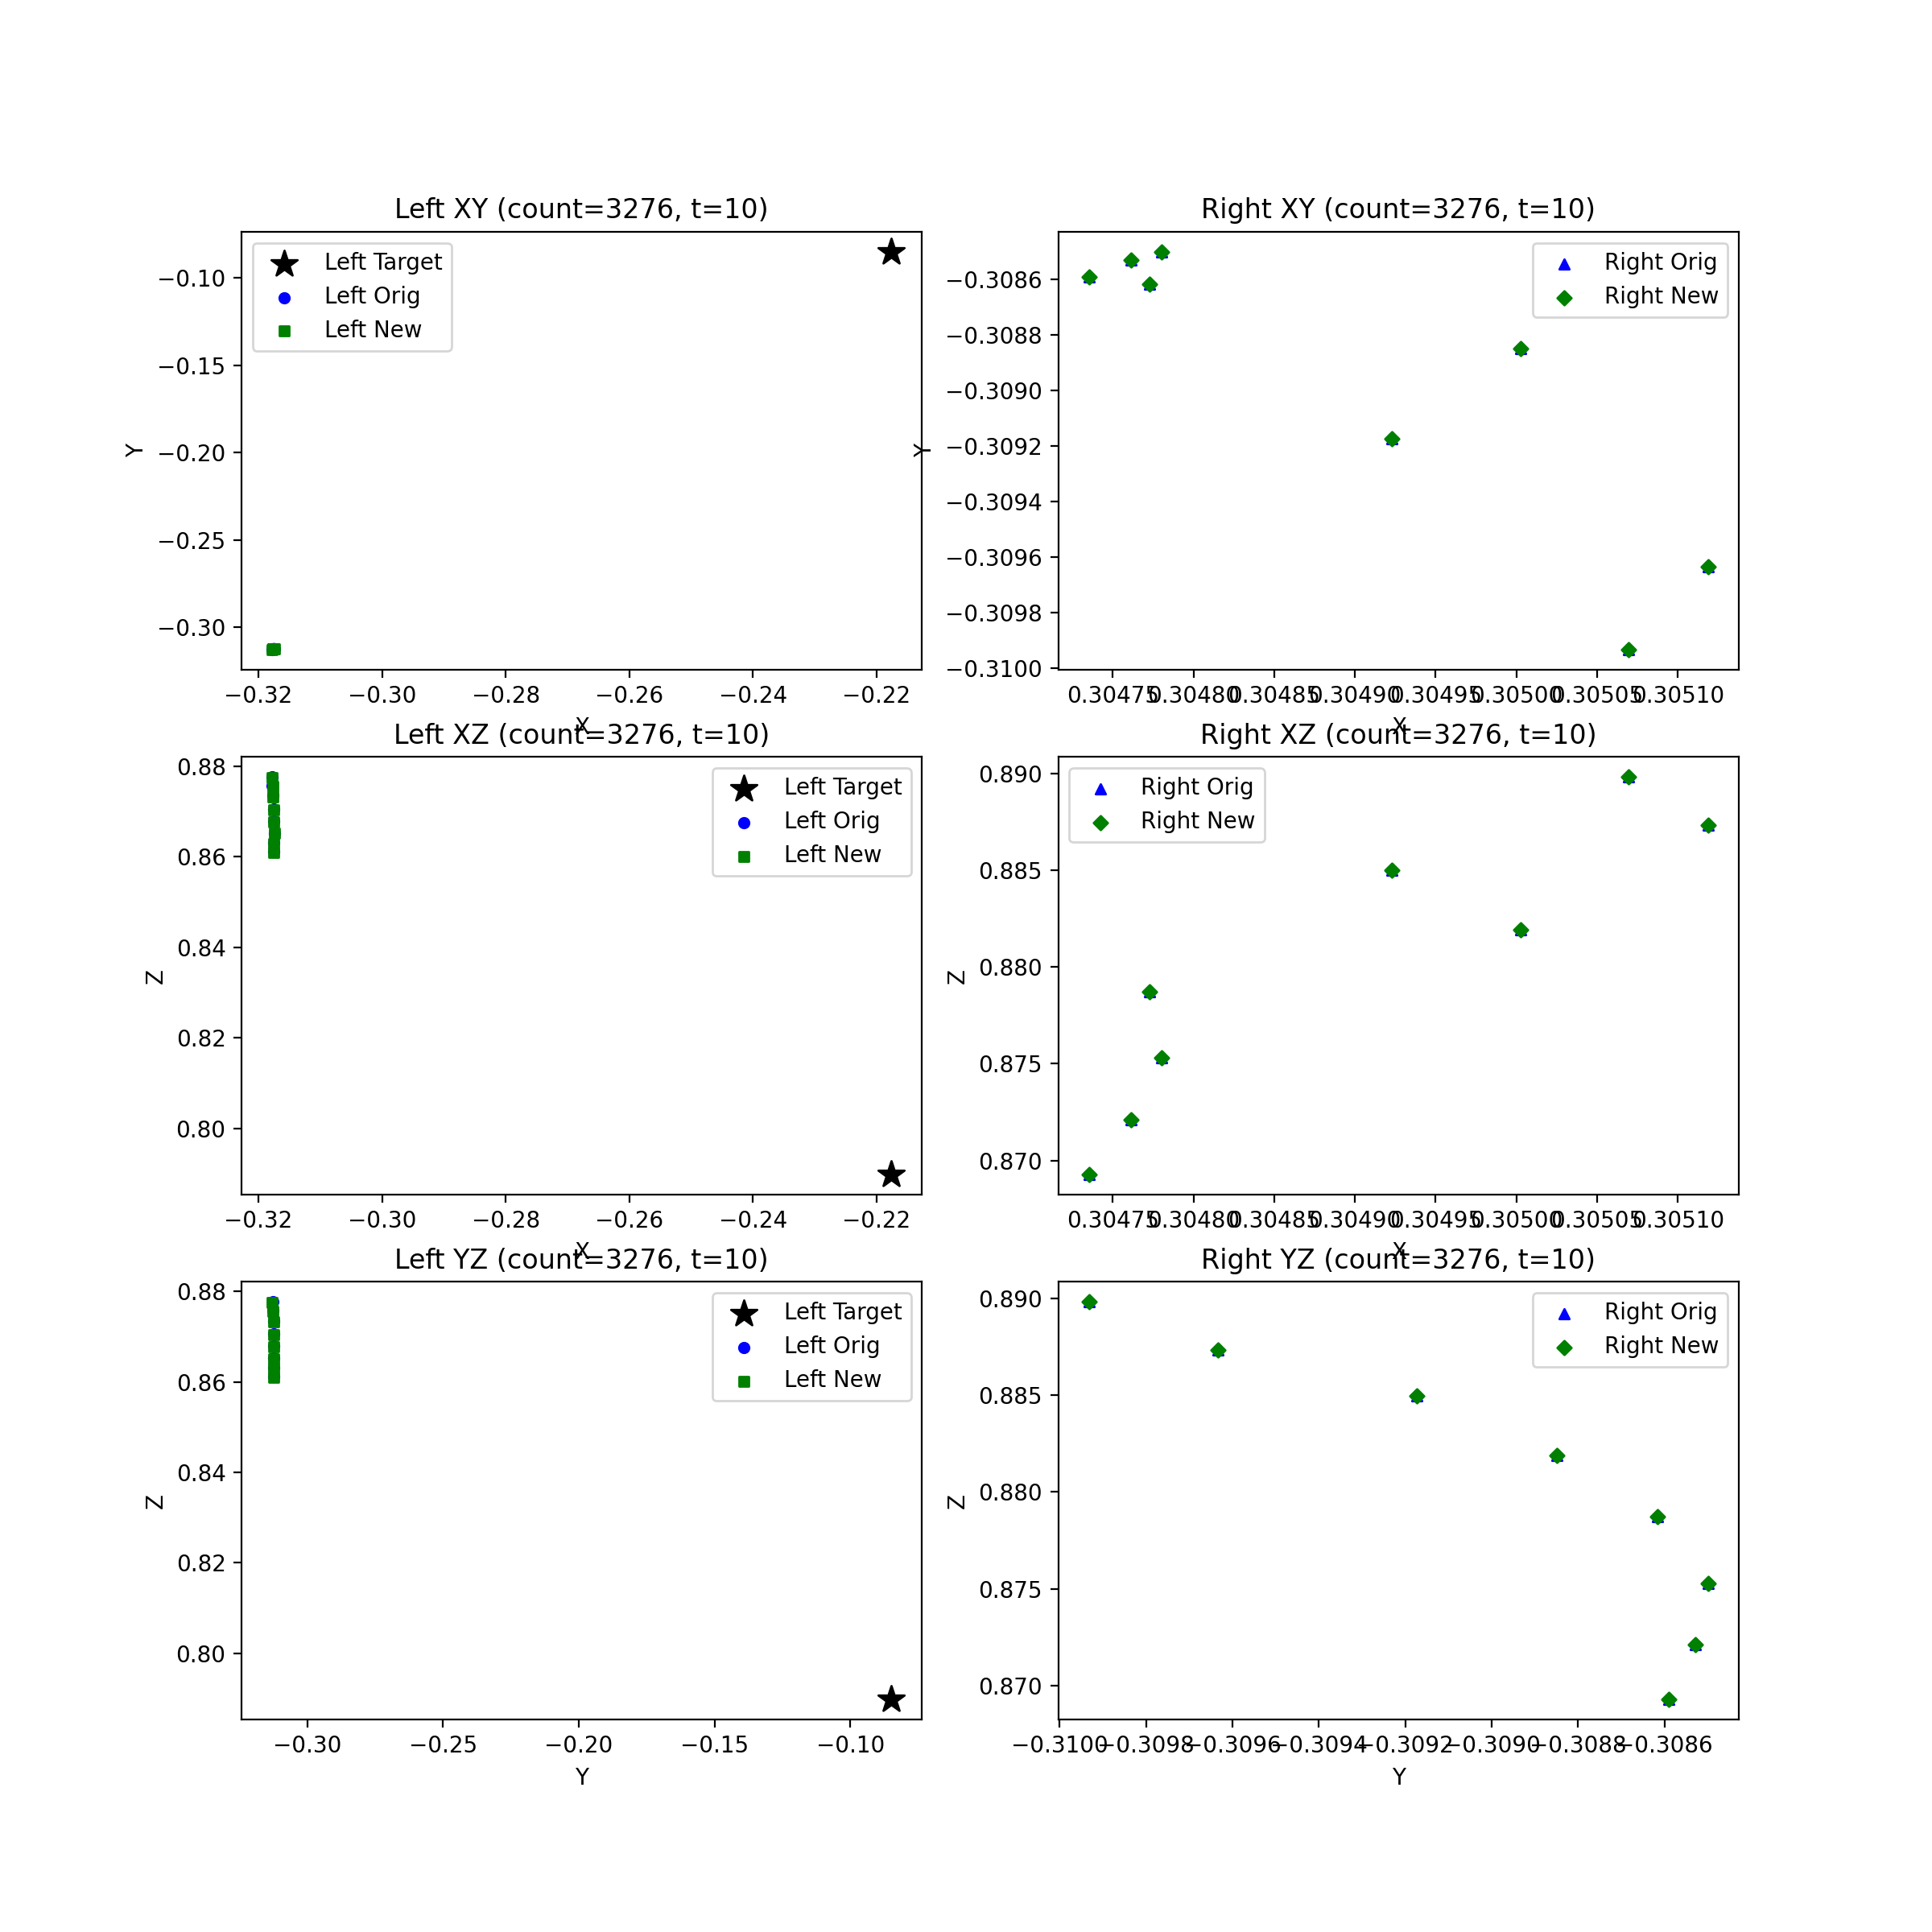 Left XY (count=3276, t=10)
Left Target
Left Orig
Left New
−0.10
−0.15
−0.20
−0.25
−0.30
Y
−0.32 −0.30 −0.28 −0.26 −0.24 −0.22
X
Right XY (count=3276, t=10)
Right Orig
Right New
−0.3086
−0.3088
−0.3090
−0.3092
−0.3094
−0.3096
−0.3098
−0.3100
Y
0.30475 0.30480 0.30485 0.30490 0.30495 0.30500 0.30505 0.30510
X
Left XZ (count=3276, t=10)
Left Target
Left Orig
Left New
0.88
0.86
0.84
0.82
0.80
Z
−0.32 −0.30 −0.28 −0.26 −0.24 −0.22
X
Right XZ (count=3276, t=10)
Right Orig
Right New
0.890
0.885
0.880
0.875
0.870
Z
0.30475 0.30480 0.30485 0.30490 0.30495 0.30500 0.30505 0.30510
X
Left YZ (count=3276, t=10)
Left Target
Left Orig
Left New
0.88
0.86
0.84
0.82
0.80
Z
−0.30 −0.25 −0.20 −0.15 −0.10
Y
Right YZ (count=3276, t=10)
Right Orig
Right New
0.890
0.885
0.880
0.875
0.870
Z
−0.3100 −0.3098 −0.3096 −0.3094 −0.3092 −0.3090 −0.3088 −0.3086
Y